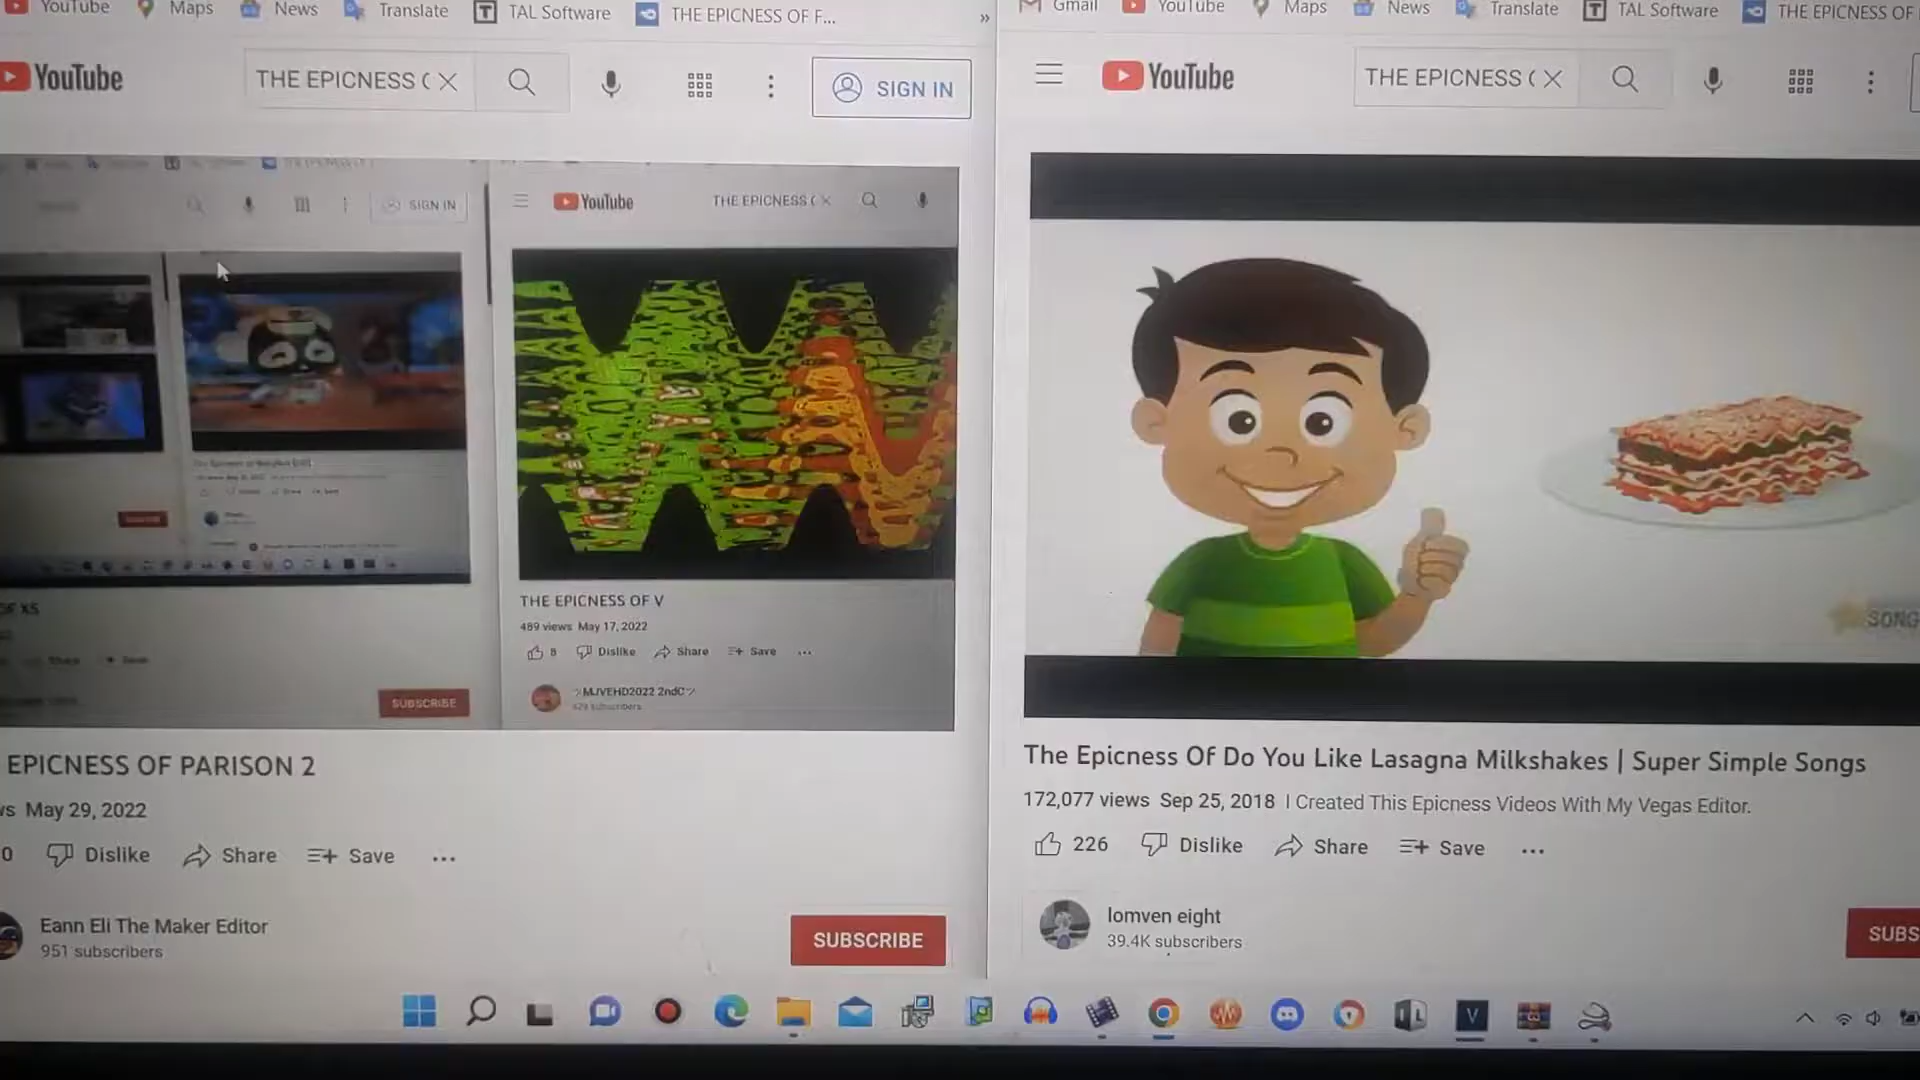 YouTube Maps News Translate TAL Software THE EPICNESS OF F... »
YouTube THE EPICNESS ( SIGN IN
SIGN IN
YouTube THE EPICNESS (
THE EPICNESS OF V
489 views May 17, 2022
8 Dislike Share Save ...
MJVEHD2022 2ndC
SUBSCRIBE
EPICNESS OF PARISON 2
May 29, 2022
0 Dislike Share Save ...
Eann Eli The Maker Editor
951 subscribers
SUBSCRIBE
Gmail YouTube Maps News Translate TAL Software THE EPICNESS OF
YouTube THE EPICNESS (
SONG
The Epicness Of Do You Like Lasagna Milkshakes | Super Simple Songs
172,077 views Sep 25, 2018 | Created This Epicness Videos With My Vegas Editor.
226 Dislike Share Save ...
lomven eight
39.4K subscribers
SUBS